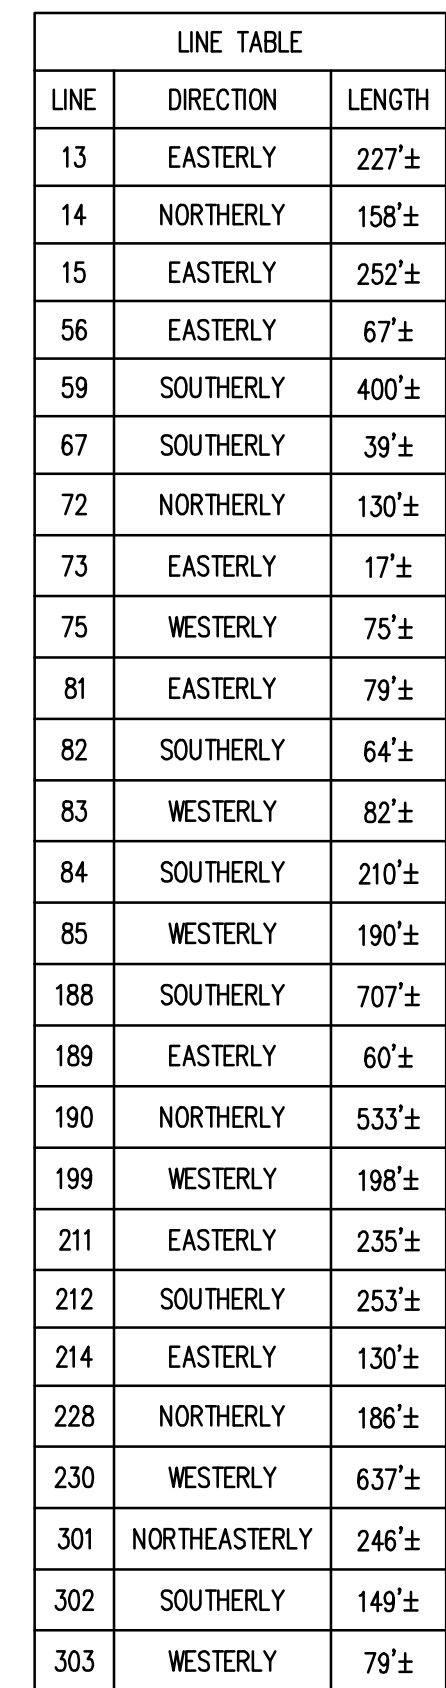 LINE TABLE
LINE DIRECTION LENGTH
13 EASTERLY 227'±
14 NORTHERLY 158'±
15 EASTERLY 252'±
56 EASTERLY 67'±
59 SOUTHERLY 400'±
67 SOUTHERLY 39'±
72 NORTHERLY 130'±
73 EASTERLY 17'±
75 WESTERLY 75'±
81 EASTERLY 79'±
82 SOUTHERLY 64'±
83 WESTERLY 82'±
84 SOUTHERLY 210'±
85 WESTERLY 190'±
188 SOUTHERLY 707'±
189 EASTERLY 60'±
190 NORTHERLY 533'±
199 WESTERLY 198'±
211 EASTERLY 235'±
212 SOUTHERLY 253'±
214 EASTERLY 130'±
228 NORTHERLY 186'±
230 WESTERLY 637'±
301 NORTHEASTERLY 246'±
302 SOUTHERLY 149'±
303 WESTERLY 79'±